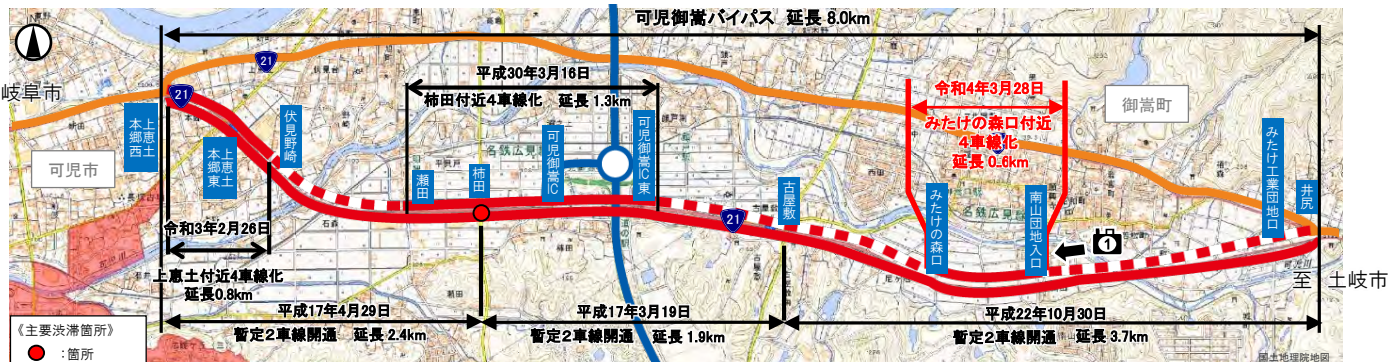 可児御嵩バイパス 延長 8.0km
21
平成30年3月16日
柿田付近4車線化 延長 1.3km
令和4年3月28日
みたけの森口付近
4車線化
延長 0.6km
御嵩町
岐阜市
21
上恵土
本郷西
上恵土
本郷東
伏見野崎
可児市
瀬田
柿田
可児御嵩IC
可児御嵩IC東
古屋敷
みたけの森口
南山団地入口
みたけ工業団地口
井尻
名鉄広見線
名鉄広見線
21
1
令和3年2月26日
上恵土付近4車線化
延長0.8km
至 土岐市
平成17年4月29日
暫定2車線開通 延長 2.4km
平成17年3月19日
暫定2車線開通 延長 1.9km
平成22年10月30日
暫定2車線開通 延長 3.7km
《主要渋滞箇所》
:箇所
国土地理院地図